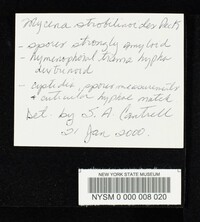 Mycena strobilinoides Peck
- spores strongly amyloid
- hymenophoral trama hyphae dextrinoid
- cystidia, spores measurements
& cuticular hyphae noted
Det. by S. A. Cantrell
21 Jan 2000.
NEW YORK STATE MUSEUM
NYSM 0 000 008 020